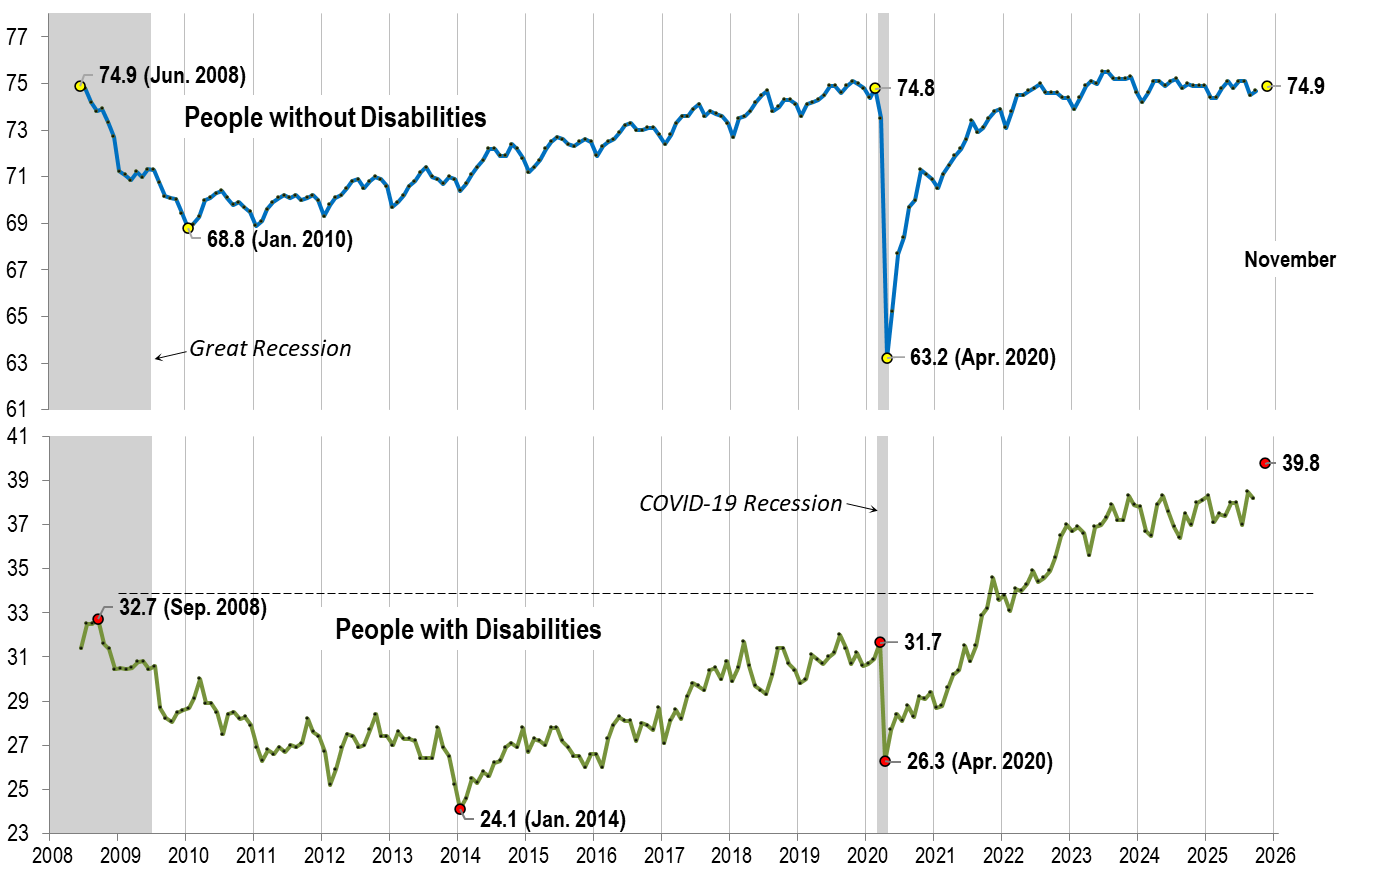 77
74.9 (Jun. 2008)
75
74.8
74.9
People without Disabilities
73
71
69
68.8 (Jan. 2010)
67
November
65
Great Recession
63
63.2 (Apr. 2020)
61
41
39.8
39
COVID-19 Recession
37
35
33
32.7 (Sep. 2008)
People with Disabilities
31.7
31
29
27
26.3 (Apr. 2020)
25
24.1 (Jan. 2014)
23
2008 2009 2010 2011 2012 2013 2014 2015 2016 2017 2018 2019 2020 2021 2022 2023 2024 2025 2026